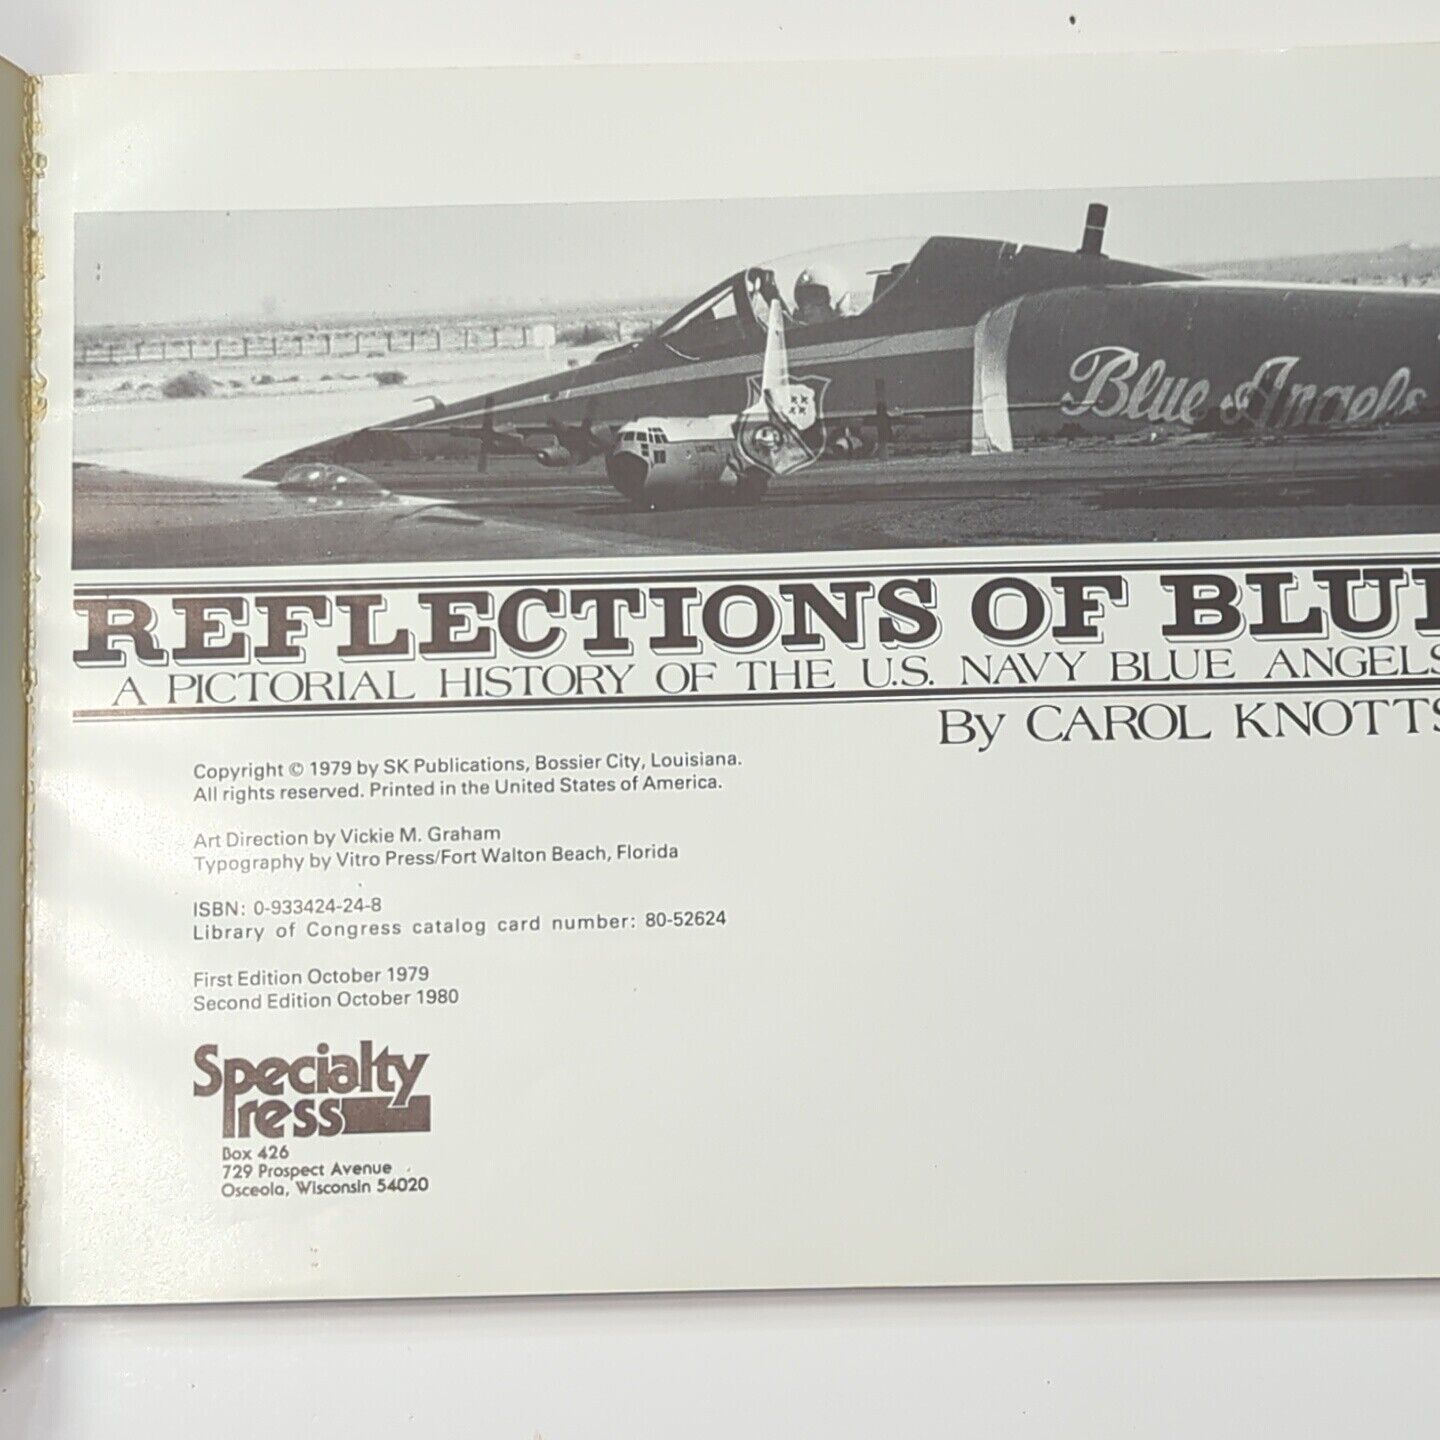 Blue Angels
REFLECTIONS OF BLUE
A PICTORIAL HISTORY OF THE U.S. NAVY BLUE ANGELS
By CAROL KNOTTS
Copyright © 1979 by SK Publications, Bossier City, Louisiana.
All rights reserved. Printed in the United States of America.
Art Direction by Vickie M. Graham
Typography by Vitro Press/Fort Walton Beach, Florida
ISBN: 0-933424-24-8
Library of Congress catalog card number: 80-52624
First Edition October 1979
Second Edition October 1980
Specialty
Press
Box 426
729 Prospect Avenue
Osceola, Wisconsin 54020